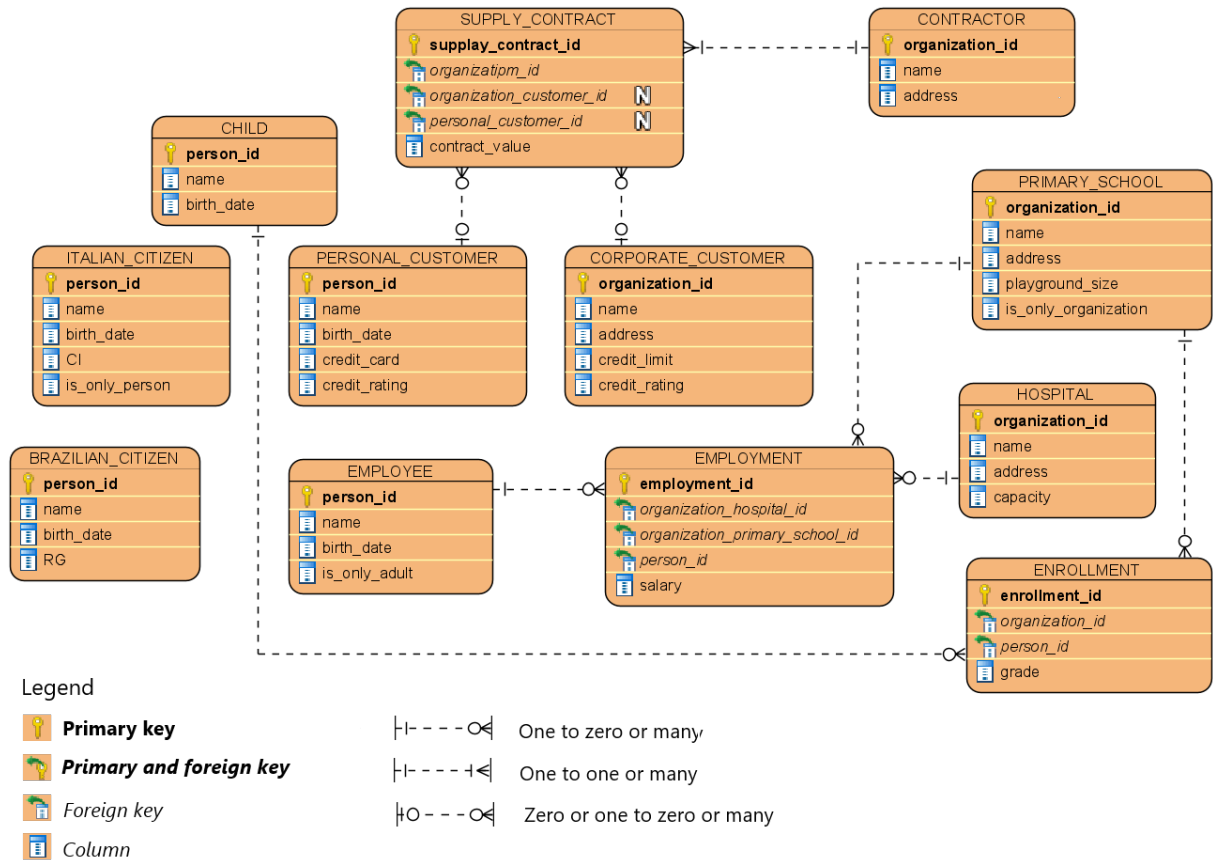 SUPPLY_CONTRACT
supplay_contract_id
organizatipm_id
organization_customer_id N
personal_customer_id N
contract_value
CONTRACTOR
organization_id
name
address
CHILD
person_id
name
birth_date
PRIMARY_SCHOOL
organization_id
name
address
playground_size
is_only_organization
ITALIAN_CITIZEN
person_id
name
birth_date
CI
is_only_person
PERSONAL_CUSTOMER
person_id
name
birth_date
credit_card
credit_rating
CORPORATE_CUSTOMER
organization_id
name
address
credit_limit
credit_rating
HOSPITAL
organization_id
name
address
capacity
BRAZILIAN_CITIZEN
person_id
name
birth_date
RG
EMPLOYEE
person_id
name
birth_date
is_only_adult
EMPLOYMENT
employment_id
organization_hospital_id
organization_primary_school_id
person_id
salary
ENROLLMENT
enrollment_id
organization_id
person_id
grade
Legend
Primary key
Primary and foreign key
Foreign key
Column
One to zero or many
One to one or many
Zero or one to zero or many